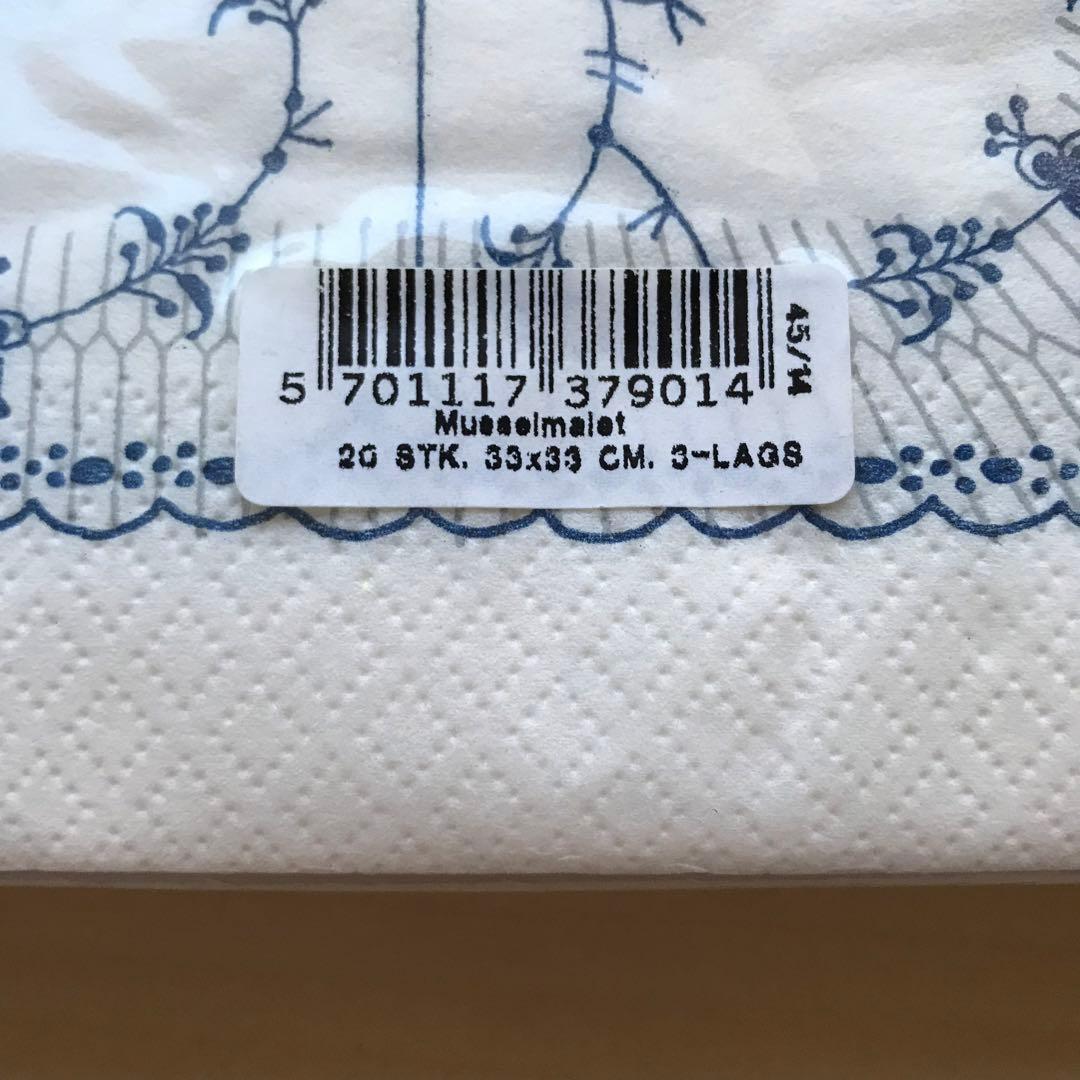 5 701117 379014
45/14
Musselmalet
20 STK. 33x33 CM. 3-LAGS